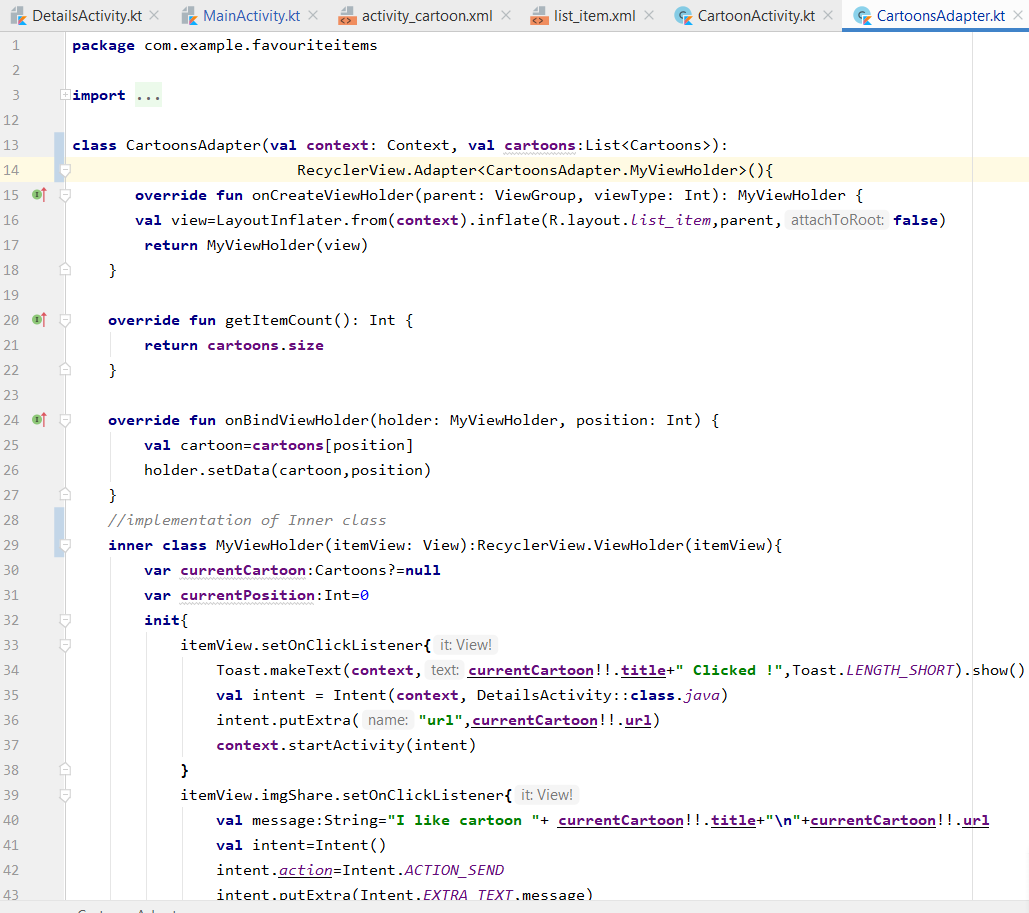 DetailsActivity.kt MainActivity.kt activity_cartoon.xml list_item.xml CartoonActivity.kt CartoonsAdapter.kt
1 package com.example.favouriteitems
2
3 import ...
12
13 class CartoonsAdapter(val context: Context, val cartoons:List<Cartoons>):
14 RecyclerView.Adapter<CartoonsAdapter.MyViewHolder>(){
15 override fun onCreateViewHolder(parent: ViewGroup, viewType: Int): MyViewHolder {
16 val view=LayoutInflater.from(context).inflate(R.layout.list_item,parent, attachToRoot: false)
17 return MyViewHolder(view)
18 }
19
20 override fun getItemCount(): Int {
21 return cartoons.size
22 }
23
24 override fun onBindViewHolder(holder: MyViewHolder, position: Int) {
25 val cartoon=cartoons[position]
26 holder.setData(cartoon,position)
27 }
28 //implementation of Inner class
29 inner class MyViewHolder(itemView: View):RecyclerView.ViewHolder(itemView){
30 var currentCartoon:Cartoons?=null
31 var currentPosition:Int=0
32 init{
33 itemView.setOnClickListener{ it: View!
34 Toast.makeText(context, text: currentCartoon!!.title+" Clicked !",Toast.LENGTH_SHORT).show()
35 val intent = Intent(context, DetailsActivity::class.java)
36 intent.putExtra( name: "url",currentCartoon!!.url)
37 context.startActivity(intent)
38 }
39 itemView.imgShare.setOnClickListener{ it: View!
40 val message:String="I like cartoon "+ currentCartoon!!.title+"\n"+currentCartoon!!.url
41 val intent=Intent()
42 intent.action=Intent.ACTION_SEND
43 intent.putExtra(Intent.EXTRA_TEXT,message)